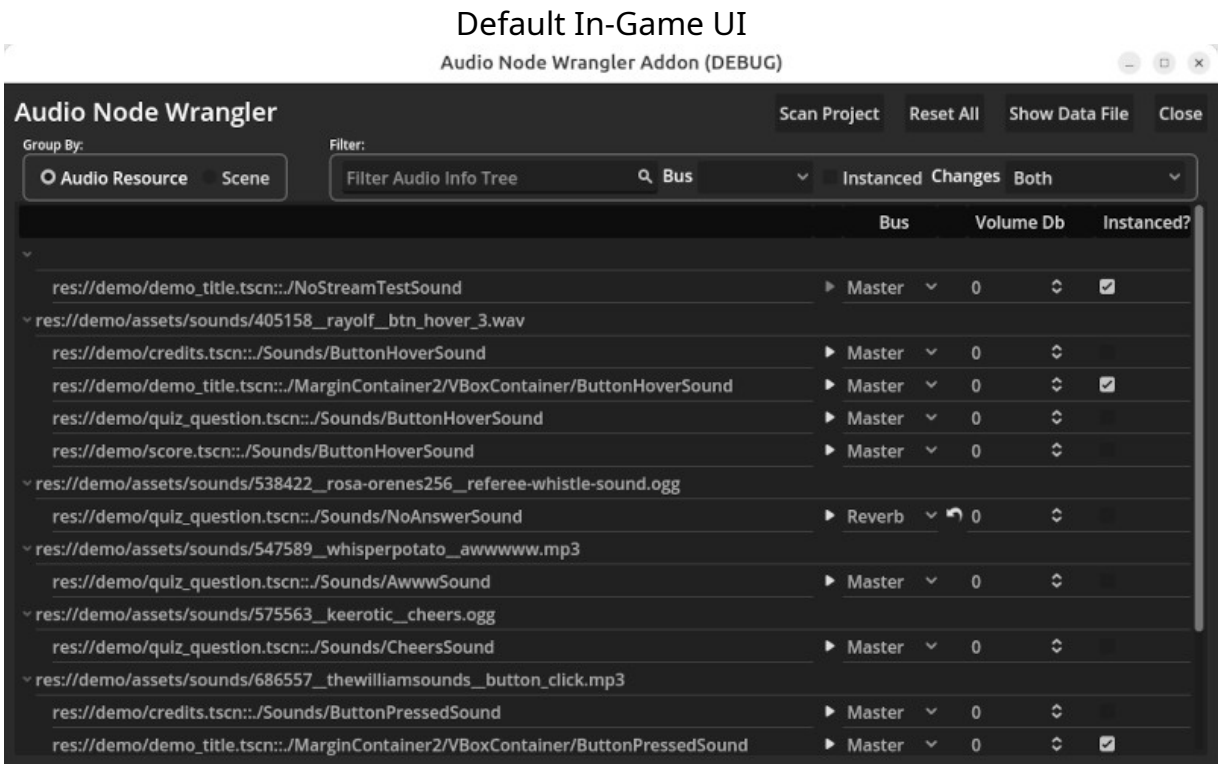 Default In-Game UI
Audio Node Wrangler Addon (DEBUG)
Audio Node Wrangler Scan Project Reset All Show Data File Close
Group By: Filter:
Audio Resource Scene Filter Audio Info Tree Bus Instanced Changes Both
Bus Volume Db Instanced?
res://demo/demo_title.tscn::./NoStreamTestSound Master 0
res://demo/assets/sounds/405158__rayolf__btn_hover_3.wav
res://demo/credits.tscn::./Sounds/ButtonHoverSound Master 0
res://demo/demo_title.tscn::./MarginContainer2/VBoxContainer/ButtonHoverSound Master 0
res://demo/quiz_question.tscn::./Sounds/ButtonHoverSound Master 0
res://demo/score.tscn::./Sounds/ButtonHoverSound Master 0
res://demo/assets/sounds/538422__rosa-orenes256__referee-whistle-sound.ogg
res://demo/quiz_question.tscn::./Sounds/NoAnswerSound Reverb 0
res://demo/assets/sounds/547589__whisperpotato__awwwww.mp3
res://demo/quiz_question.tscn::./Sounds/AwwwSound Master 0
res://demo/assets/sounds/575563__keerotic__cheers.ogg
res://demo/quiz_question.tscn::./Sounds/CheersSound Master 0
res://demo/assets/sounds/686557__thewilliamsounds__button_click.mp3
res://demo/credits.tscn::./Sounds/ButtonPressedSound Master 0
res://demo/demo_title.tscn::./MarginContainer2/VBoxContainer/ButtonPressedSound Master 0